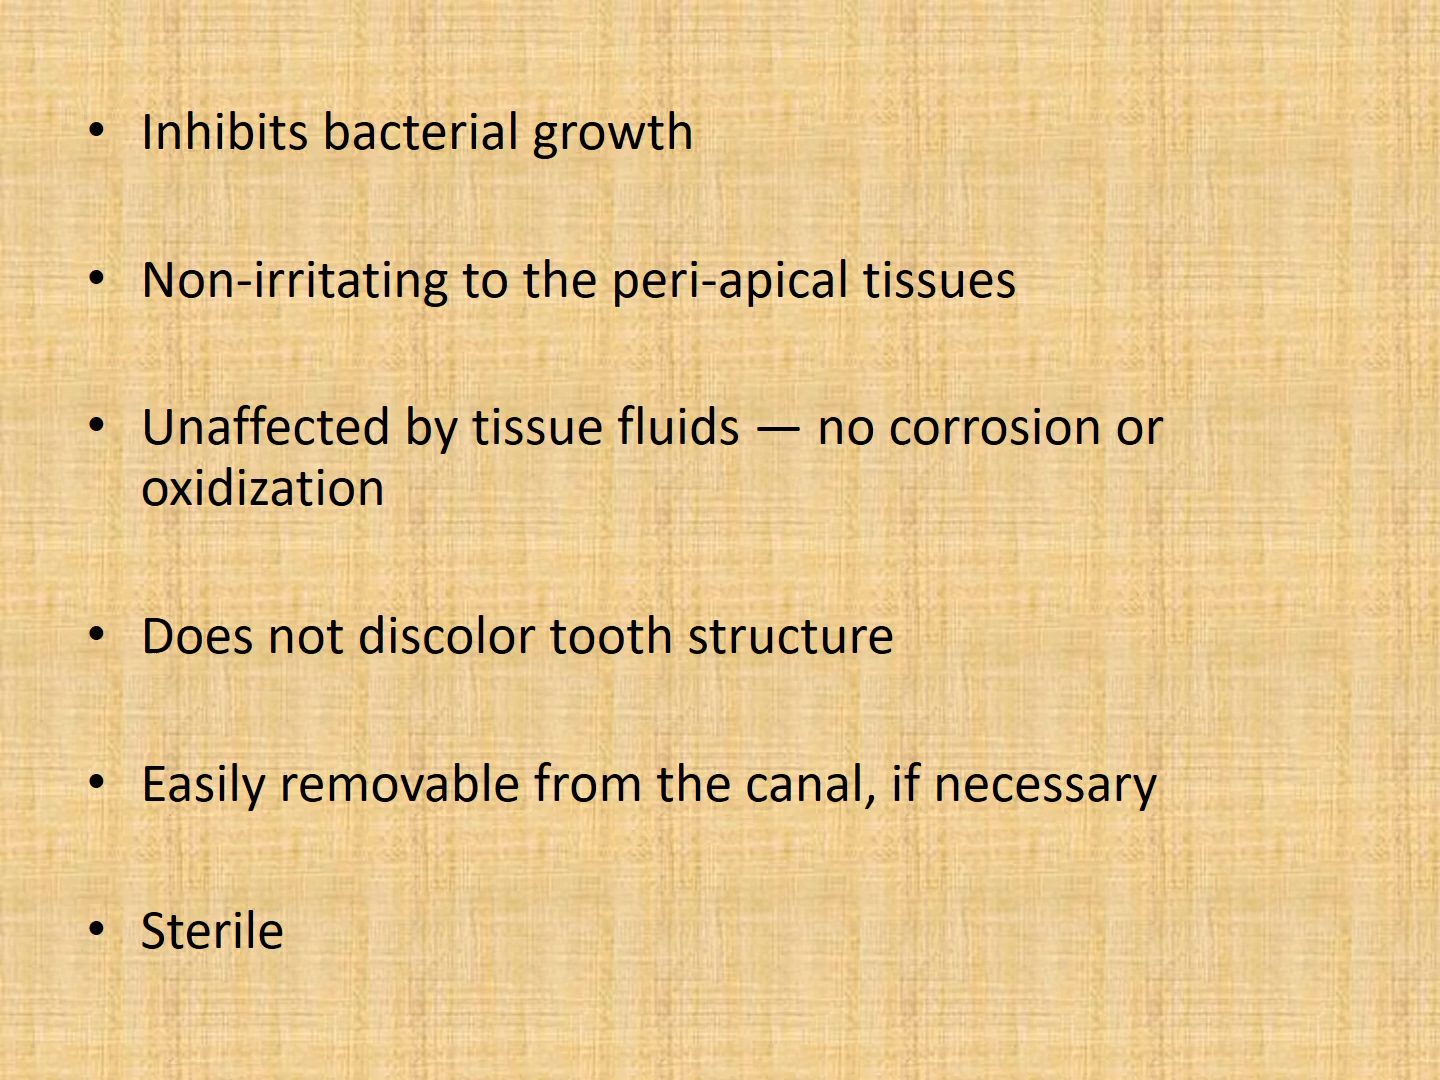 • Inhibits bacterial growth
• Non-irritating to the peri-apical tissues
• Unaffected by tissue fluids — no corrosion or
oxidization
• Does not discolor tooth structure
• Easily removable from the canal, if necessary
• Sterile